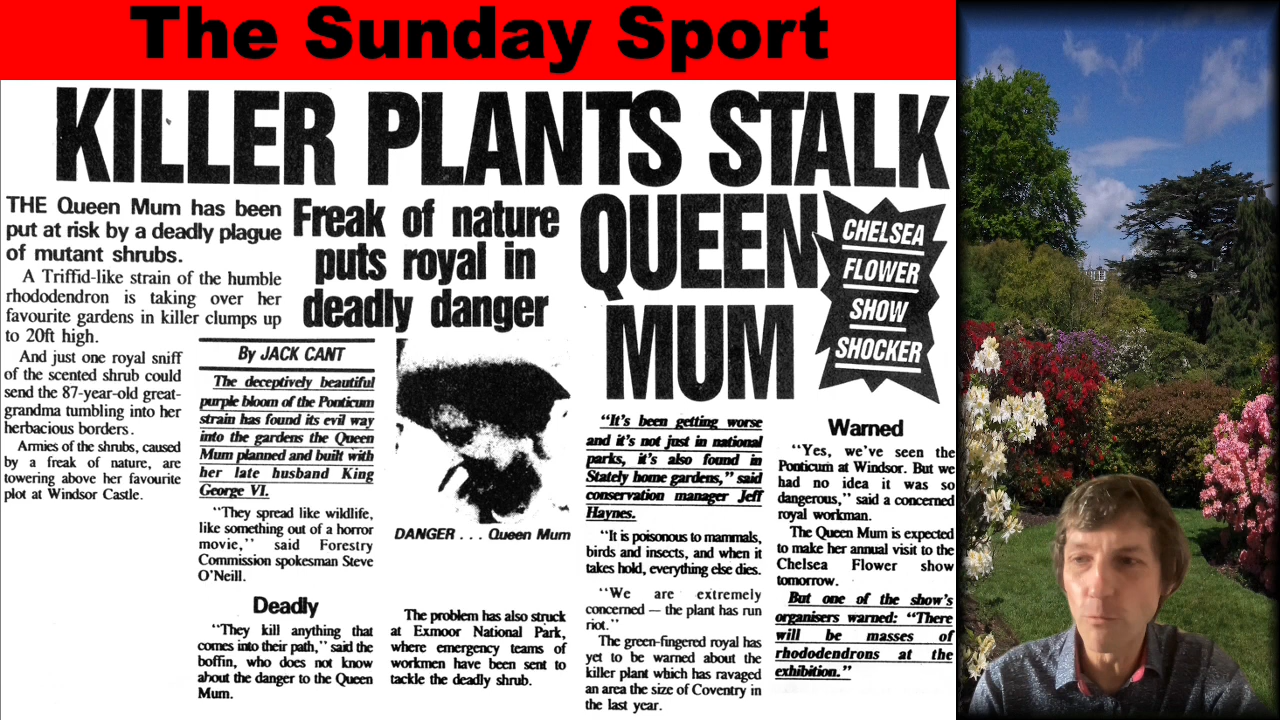 The Sunday Sport
KILLER PLANTS STALK
QUEEN
MUM
CHELSEA
FLOWER
SHOW
SHOCKER
Freak of nature
puts royal in
deadly danger
THE Queen Mum has been
put at risk by a deadly plague
of mutant shrubs.
A Triffid-like strain of the humble
rhododendron is taking over her
favourite gardens in killer clumps up
to 20ft high.
And just one royal sniff
of the scented shrub could
send the 87-year-old great-
grandma tumbling into her
herbacious borders.
Armies of the shrubs, caused
by a freak of nature, are
towering above her favourite
plot at Windsor Castle.
By JACK CANT
The deceptively beautiful
purple bloom of the Ponticum
strain has found its evil way
into the gardens the Queen
Mum planned and built with
her late husband King
George VI.
"They spread like wildlife,
like something out of a horror
movie," said Forestry
Commission spokesman Steve
O'Neill.
Deadly
"They kill anything that
comes into their path," said the
boffin, who does not know
about the danger to the Queen
Mum.
DANGER . . . Queen Mum
The problem has also struck
at Exmoor National Park,
where emergency teams of
workmen have been sent to
tackle the deadly shrub.
"It's been getting worse
and it's not just in national
parks, it's also found in
Stately home gardens," said
conservation manager Jeff
Haynes.
"It is poisonous to mammals,
birds and insects, and when it
takes hold, everything else dies.
"We are extremely
concerned — the plant has run
riot."
The green-fingered royal has
yet to be warned about the
killer plant which has ravaged
an area the size of Coventry in
the last year.
Warned
"Yes, we've seen the
Ponticum at Windsor. But we
had no idea it was so
dangerous," said a concerned
royal workman.
The Queen Mum is expected
to make her annual visit to the
Chelsea Flower show
tomorrow.
But one of the show's
organisers warned: "There
will be masses of
rhododendrons at the
exhibition."